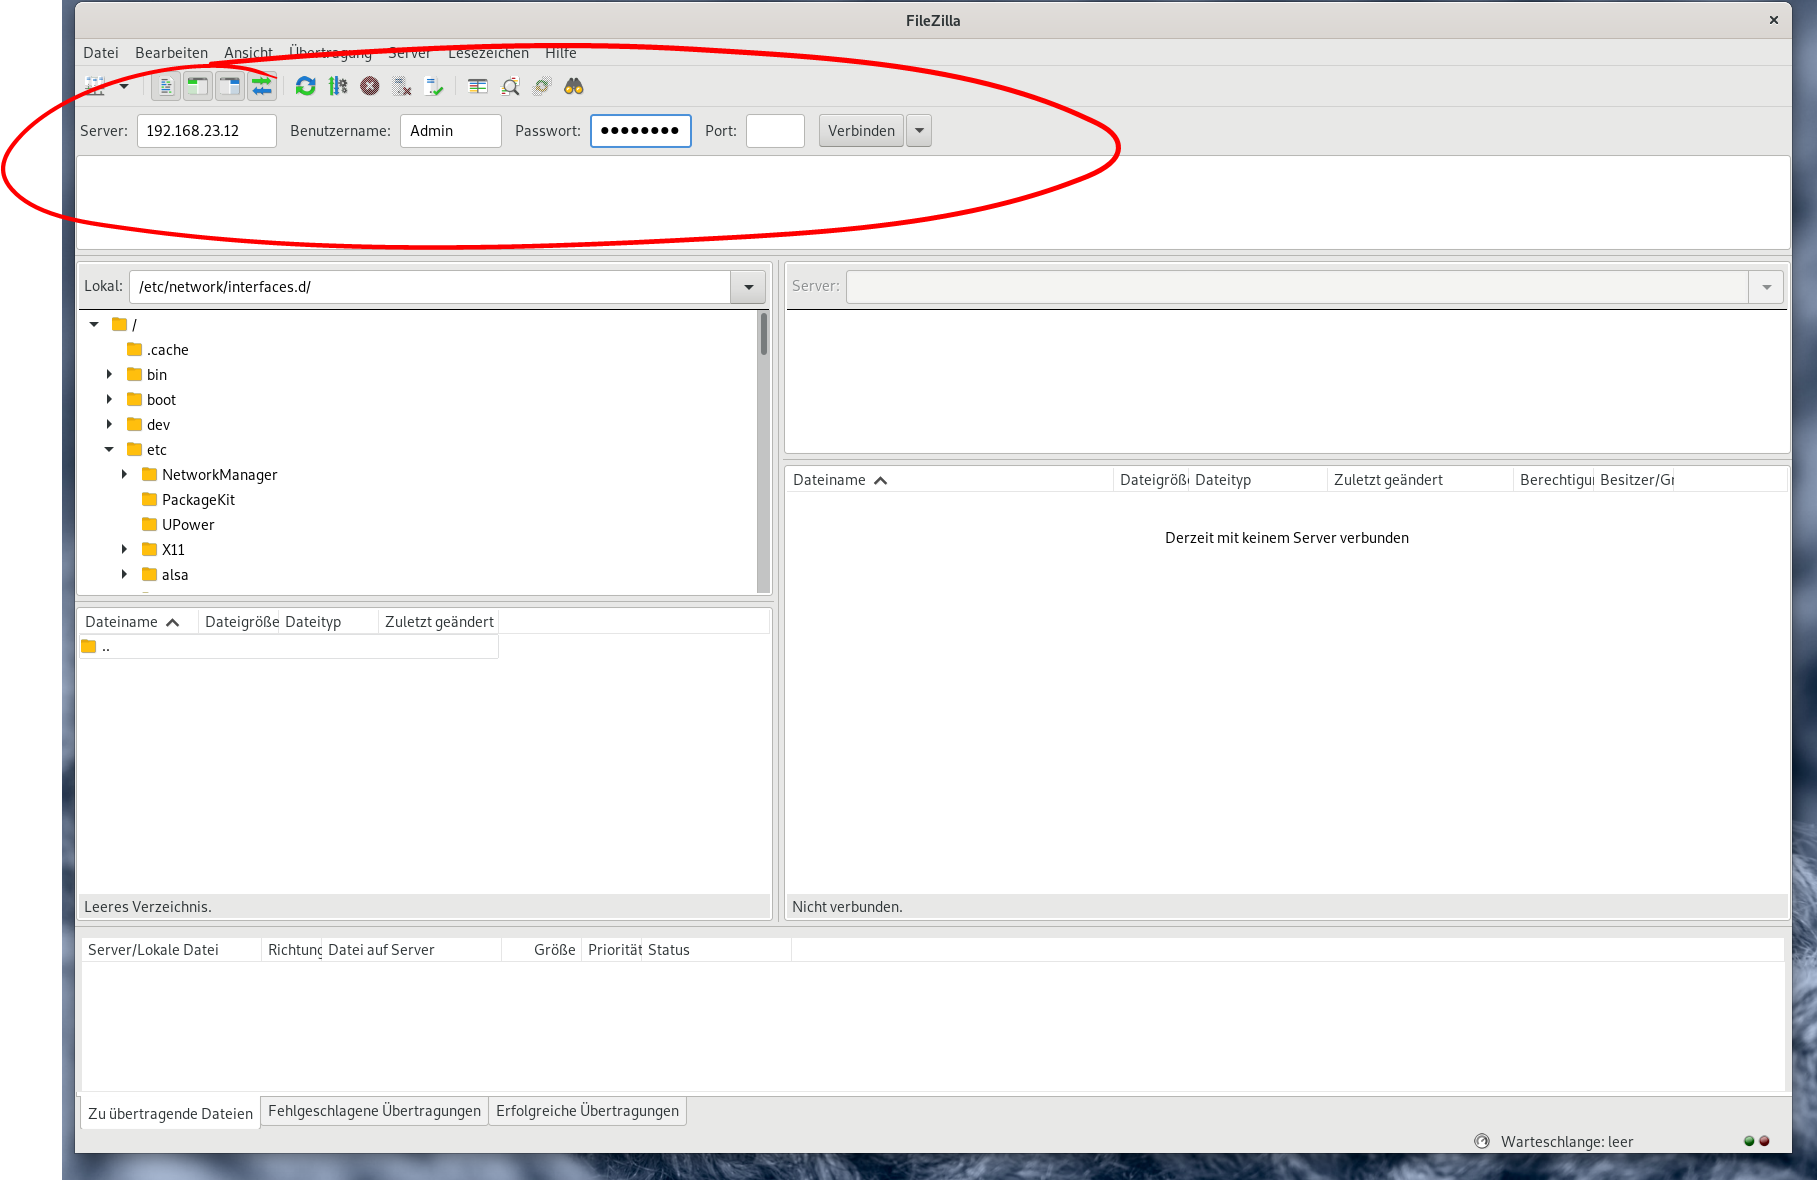 FileZilla
Datei Bearbeiten Ansicht Übertragung Server Lesezeichen Hilfe
Server: 192.168.23.12 Benutzername: Admin Passwort: ●●●●●●●● Port: Verbinden
Lokal: /etc/network/interfaces.d/
Server:
/
.cache
bin
boot
dev
etc
NetworkManager
PackageKit
UPower
X11
alsa
Dateiname Dateigröße Dateityp Zuletzt geändert
..
Leeres Verzeichnis.
Dateiname Dateigröß Dateityp Zuletzt geändert Berechtigu Besitzer/Gr
Derzeit mit keinem Server verbunden
Nicht verbunden.
Server/Lokale Datei Richtung Datei auf Server Größe Priorität Status
Zu übertragende Dateien Fehlgeschlagene Übertragungen Erfolgreiche Übertragungen
Warteschlange: leer